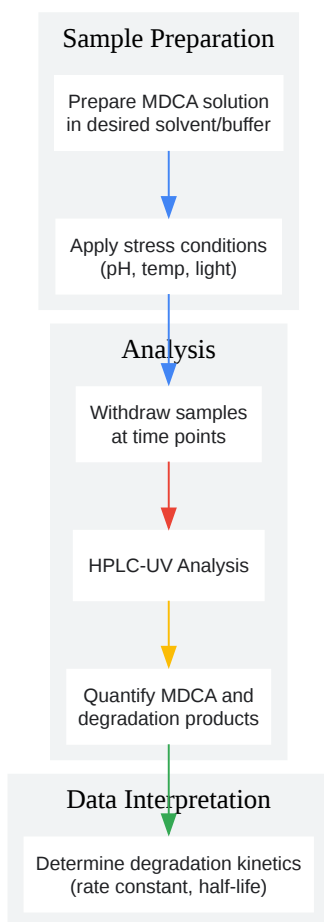 Sample Preparation
Prepare MDCA solution
in desired solvent/buffer
Apply stress conditions
(pH, temp, light)
Analysis
Withdraw samples
at time points
HPLC-UV Analysis
Quantify MDCA and
degradation products
Data Interpretation
Determine degradation kinetics
(rate constant, half-life)